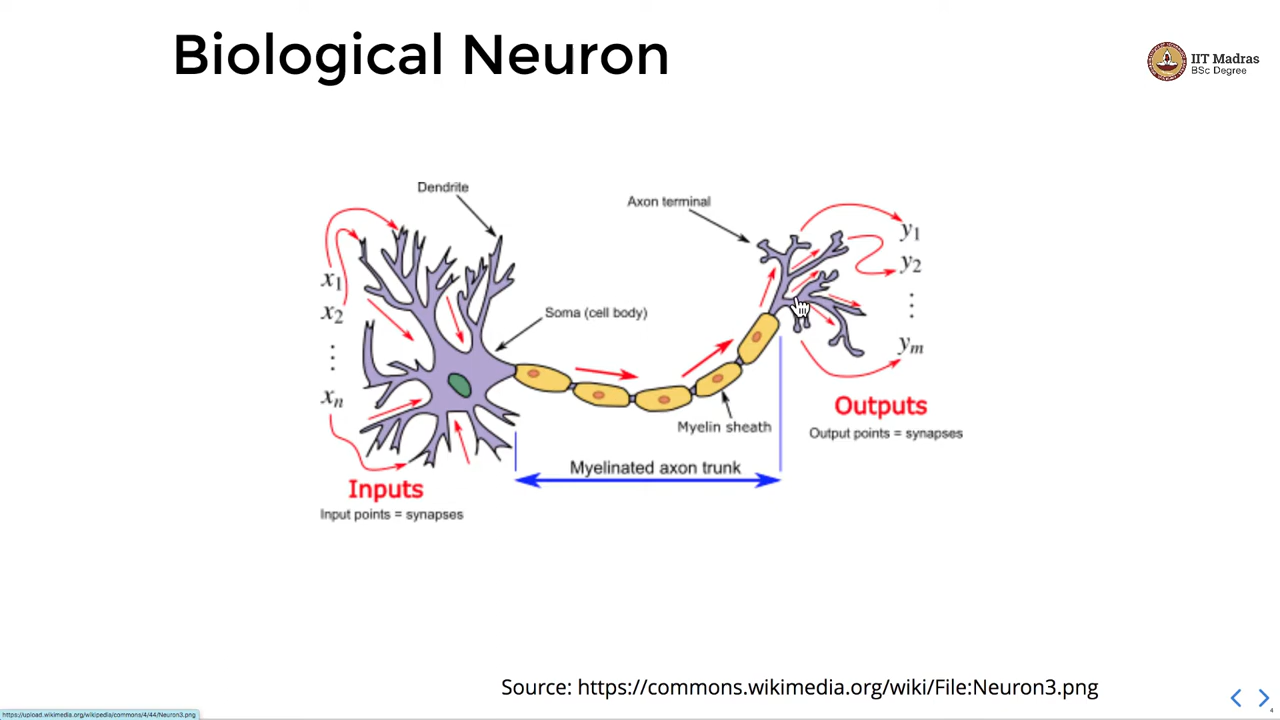 Biological Neuron
IIT Madras
BSc Degree
Dendrite
Axon terminal
x1
x2
⋮
xn
Soma (cell body)
y1
y2
⋮
ym
Myelin sheath
Myelinated axon trunk
Inputs
Input points = synapses
Outputs
Output points = synapses
Source: https://commons.wikimedia.org/wiki/File:Neuron3.png
4
https://upload.wikimedia.org/wikipedia/commons/4/44/Neuron3.png